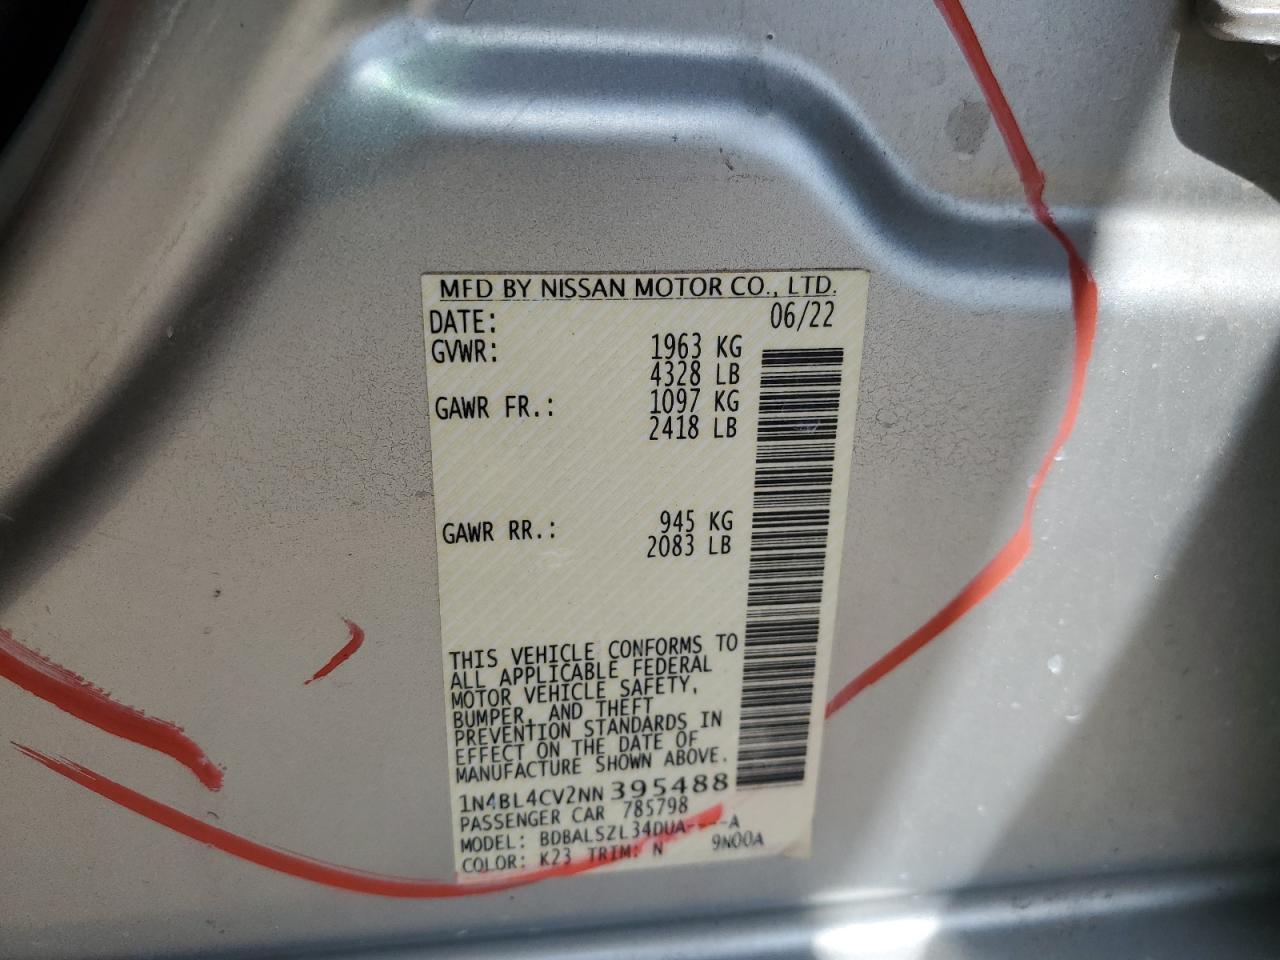 MFD BY NISSAN MOTOR CO., LTD.
DATE: 06/22
GVWR: 1963 KG
4328 LB
GAWR FR.: 1097 KG
2418 LB
GAWR RR.: 945 KG
2083 LB
THIS VEHICLE CONFORMS TO
ALL APPLICABLE FEDERAL
MOTOR VEHICLE SAFETY,
BUMPER, AND THEFT
PREVENTION STANDARDS IN
EFFECT ON THE DATE OF
MANUFACTURE SHOWN ABOVE.
1N4BL4CV2NN395488
PASSENGER CAR 785798
MODEL: BDBALSZL34DUA----A
COLOR: K23 TRIM: N 9N00A